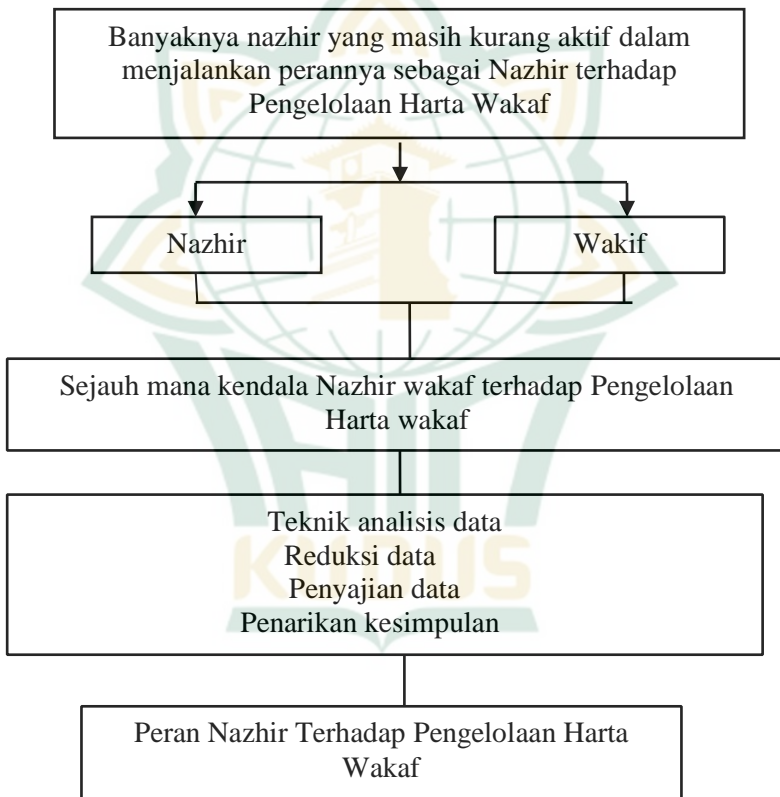 Banyaknya nazhir yang masih kurang aktif dalam
menjalankan perannya sebagai Nazhir terhadap
Pengelolaan Harta Wakaf
Nazhir
Wakif
Sejauh mana kendala Nazhir wakaf terhadap Pengelolaan
Harta wakaf
Teknik analisis data
Reduksi data
Penyajian data
Penarikan kesimpulan
KUDUS
Peran Nazhir Terhadap Pengelolaan Harta
Wakaf